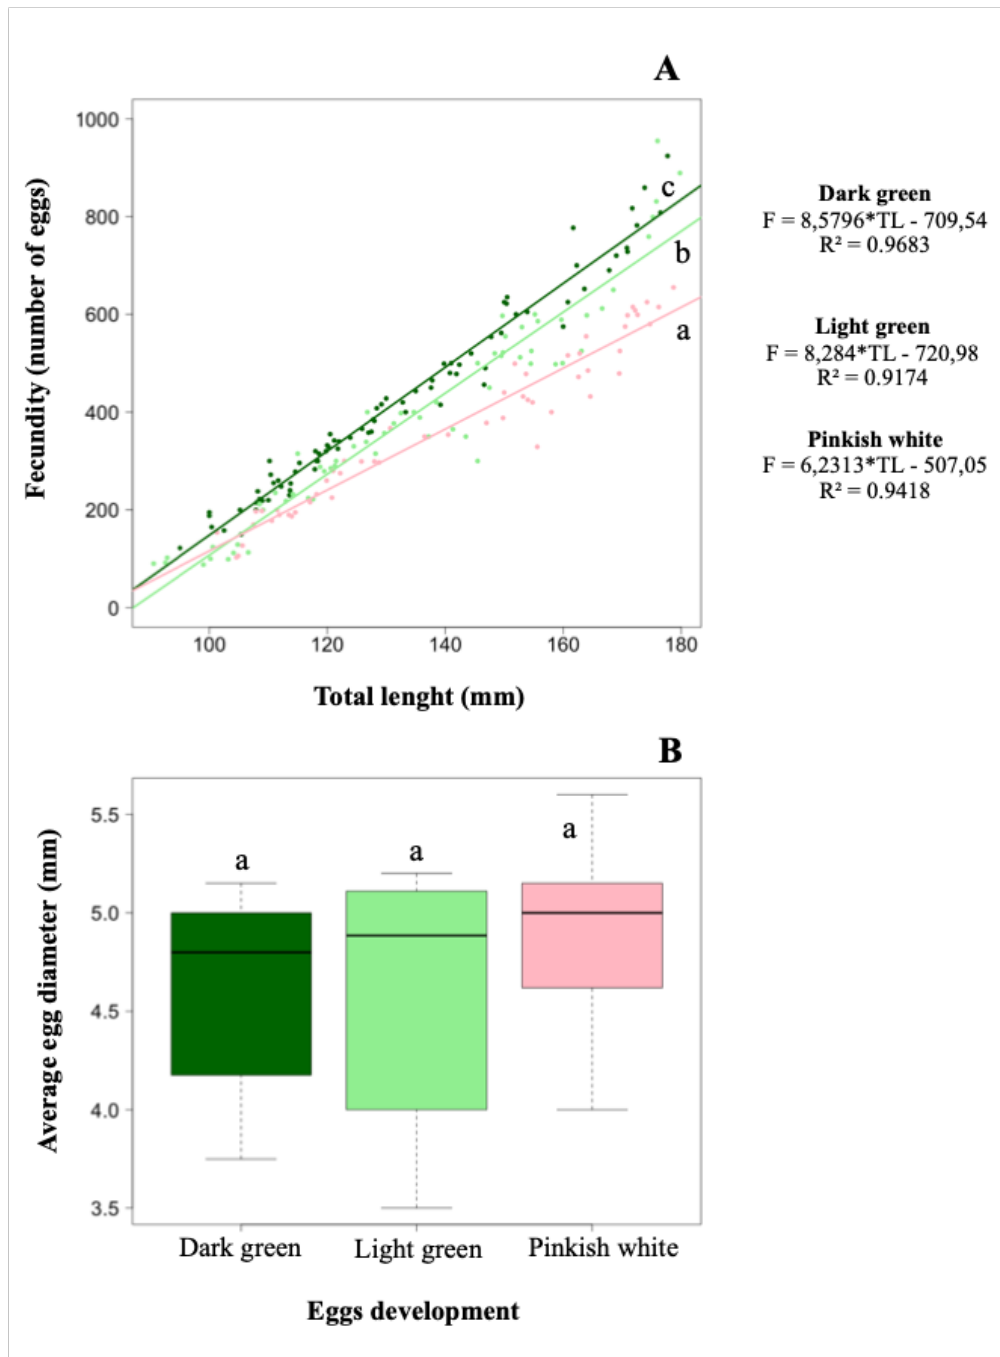 A
Fecundity (number of eggs)
1000
800
600
400
200
0
c
b
a
100 120 140 160 180
Total lenght (mm)
Dark green
F = 8,5796*TL - 709,54
R² = 0.9683
Light green
F = 8,284*TL - 720,98
R² = 0.9174
Pinkish white
F = 6,2313*TL - 507,05
R² = 0.9418
B
Average egg diameter (mm)
5.5
5.0
4.5
4.0
3.5
a a a
Dark green Light green Pinkish white
Eggs development